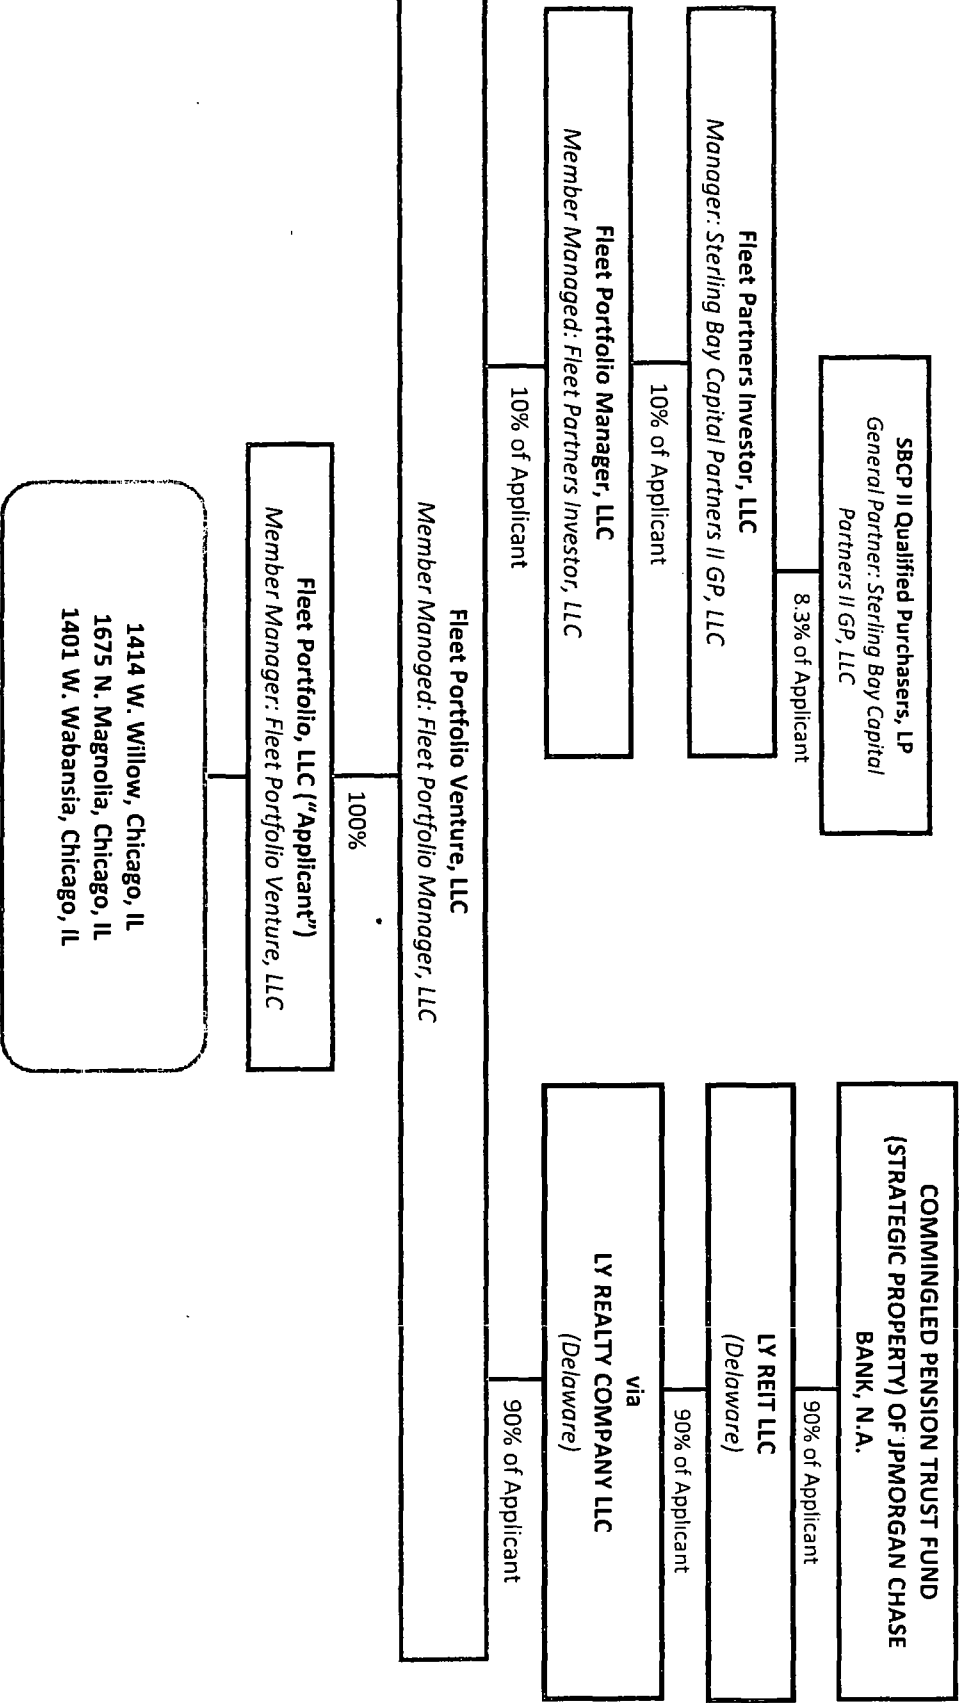 SBCP II Qualified Purchasers, LP
General Partner: Sterling Bay Capital
Partners II GP, LLC
8.3% of Applicant
Fleet Partners Investor, LLC
Manager: Sterling Bay Capital Partners II GP, LLC
10% of Applicant
Fleet Portfolio Manager, LLC
Member Managed: Fleet Partners Investor, LLC
10% of Applicant
COMMINGLED PENSION TRUST FUND
(STRATEGIC PROPERTY) OF JPMORGAN CHASE
BANK, N.A.
90% of Applicant
LY REIT LLC
(Delaware)
90% of Applicant
via
LY REALTY COMPANY LLC
(Delaware)
90% of Applicant
Fleet Portfolio Venture, LLC
Member Managed: Fleet Portfolio Manager, LLC
100%
Fleet Portfolio, LLC ("Applicant")
Member Manager: Fleet Portfolio Venture, LLC
1414 W. Willow, Chicago, IL
1675 N. Magnolia, Chicago, IL
1401 W. Wabansia, Chicago, IL